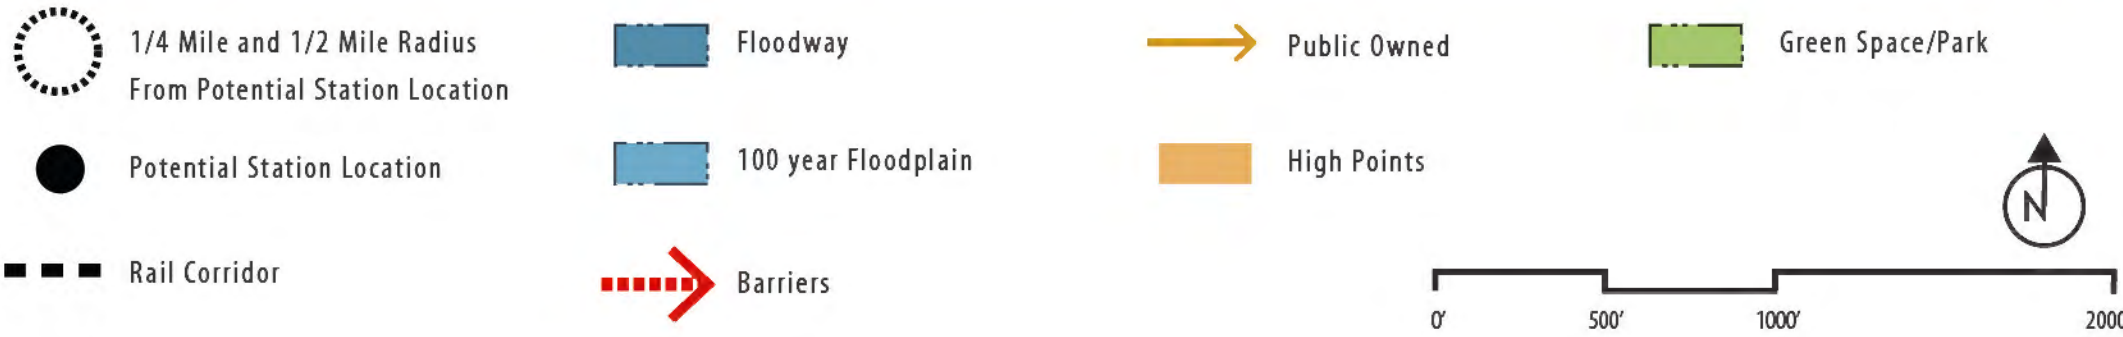 1/4 Mile and 1/2 Mile Radius
From Potential Station Location
Potential Station Location
Rail Corridor
Floodway
100 year Floodplain
Barriers
Public Owned
High Points
Green Space/Park
N
0' 500' 1000' 2000